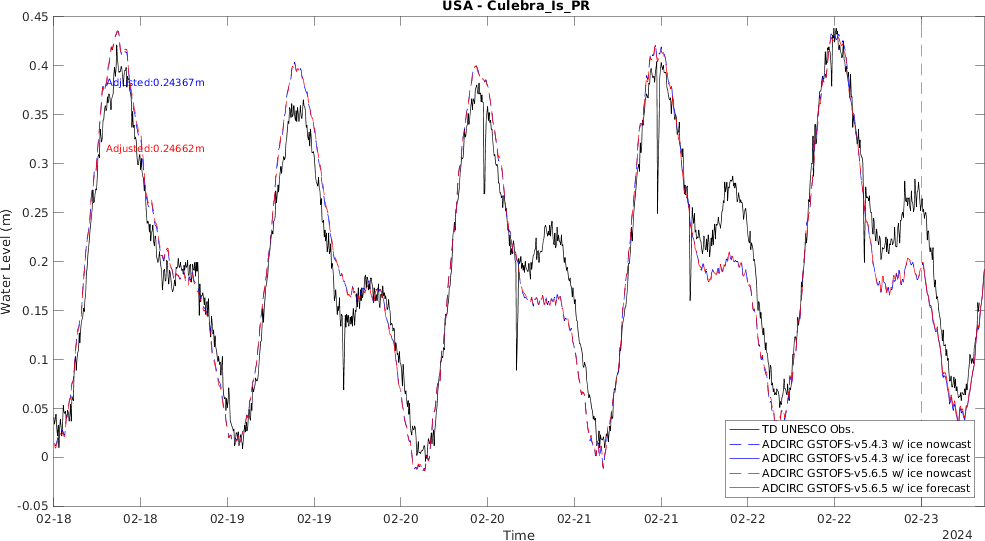 USA - Culebra_Is_PR
0.45
0.4
0.35
0.3
0.25
0.2
0.15
0.1
0.05
0
-0.05
Water Level (m)
Adjusted:0.24367m
Adjusted:0.24662m
TD UNESCO Obs.
ADCIRC GSTOFS-v5.4.3 w/ ice nowcast
ADCIRC GSTOFS-v5.4.3 w/ ice forecast
ADCIRC GSTOFS-v5.6.5 w/ ice nowcast
ADCIRC GSTOFS-v5.6.5 w/ ice forecast
02-18 02-18 02-19 02-19 02-20 02-20 02-21 02-21 02-22 02-22 02-23
Time
2024